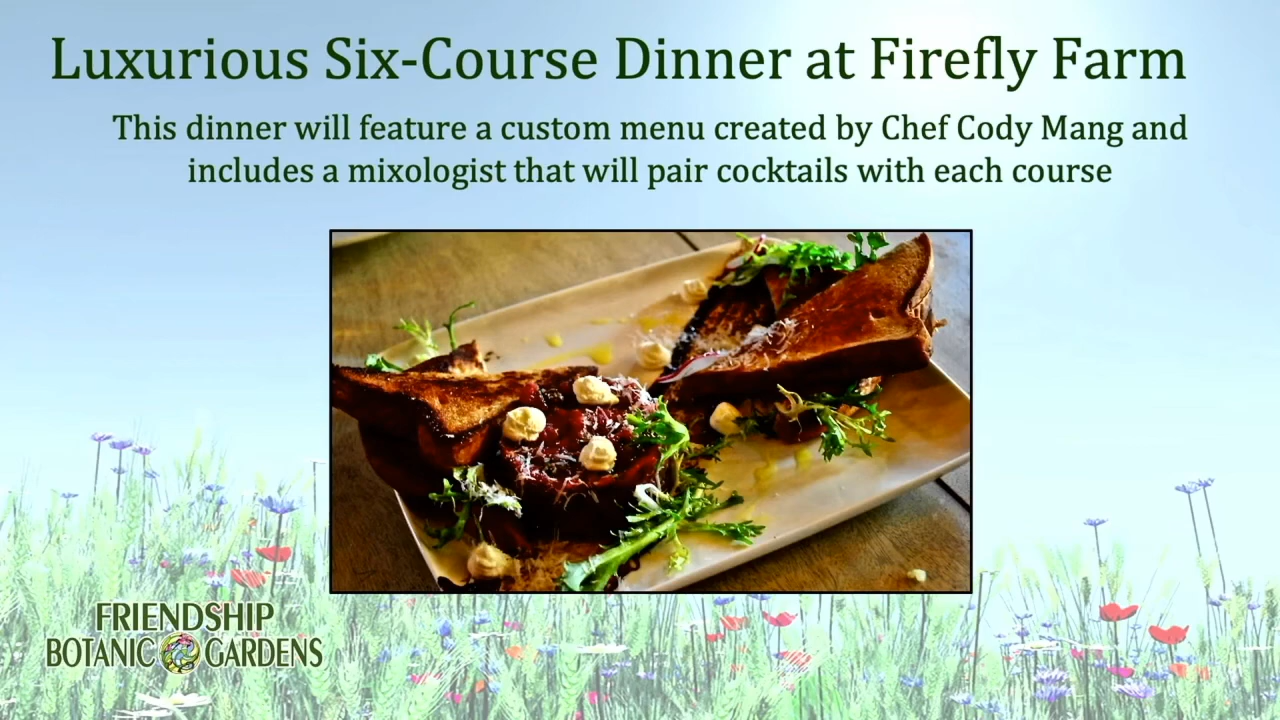 Luxurious Six-Course Dinner at Firefly Farm
This dinner will feature a custom menu created by Chef Cody Mang and
includes a mixologist that will pair cocktails with each course
FRIENDSHIP
BOTANIC GARDENS